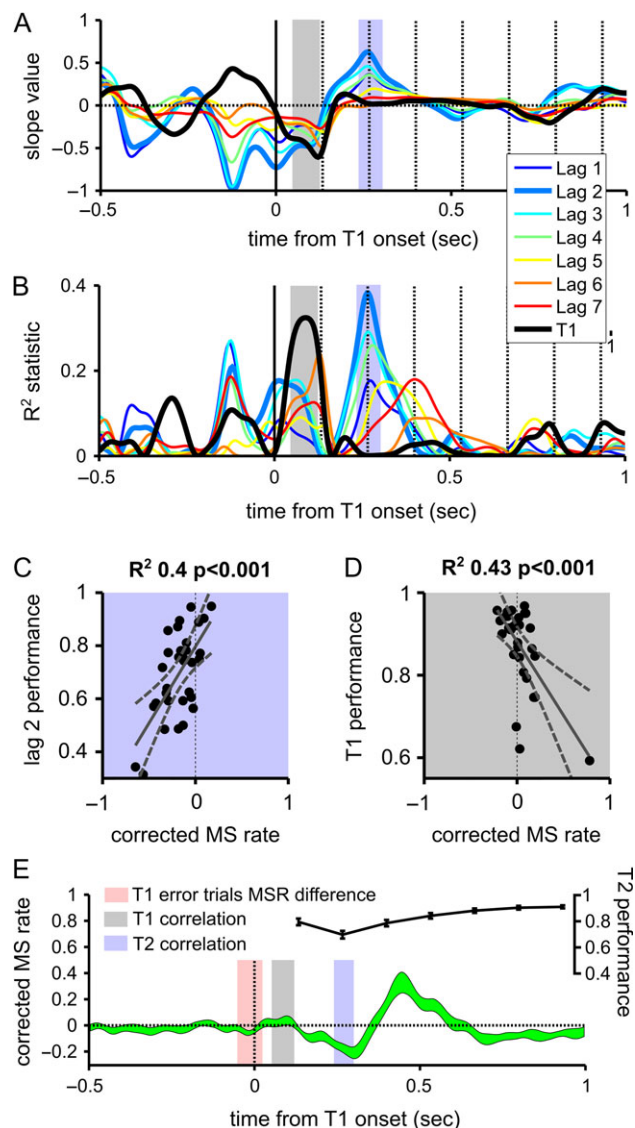 A
slope value
1
0.5
0
−0.5
−1
−0.5
0
0.5
1
time from T1 onset (sec)
Lag 1
Lag 2
Lag 3
Lag 4
Lag 5
Lag 6
Lag 7
T1
B
R² statistic
0.4
0.2
0
−0.5
0
0.5
1
1
time from T1 onset (sec)
C
R² 0.4 p<0.001
lag 2 performance
1
0.8
0.6
0.4
−1
0
1
corrected MS rate
D
R² 0.43 p<0.001
T1 performance
1
0.8
0.6
−1
0
1
corrected MS rate
E
T1 error trials MSR difference
T1 correlation
T2 correlation
corrected MS rate
1
0.8
0.6
0.4
0.2
0
−0.2
T2 performance
1
0.8
0.6
0.4
−0.5
0
0.5
1
time from T1 onset (sec)